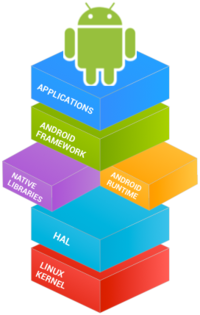 APPLICATIONS
ANDROID
FRAMEWORK
NATIVE
LIBRARIES
ANDROID
RUNTIME
HAL
LINUX
KERNEL